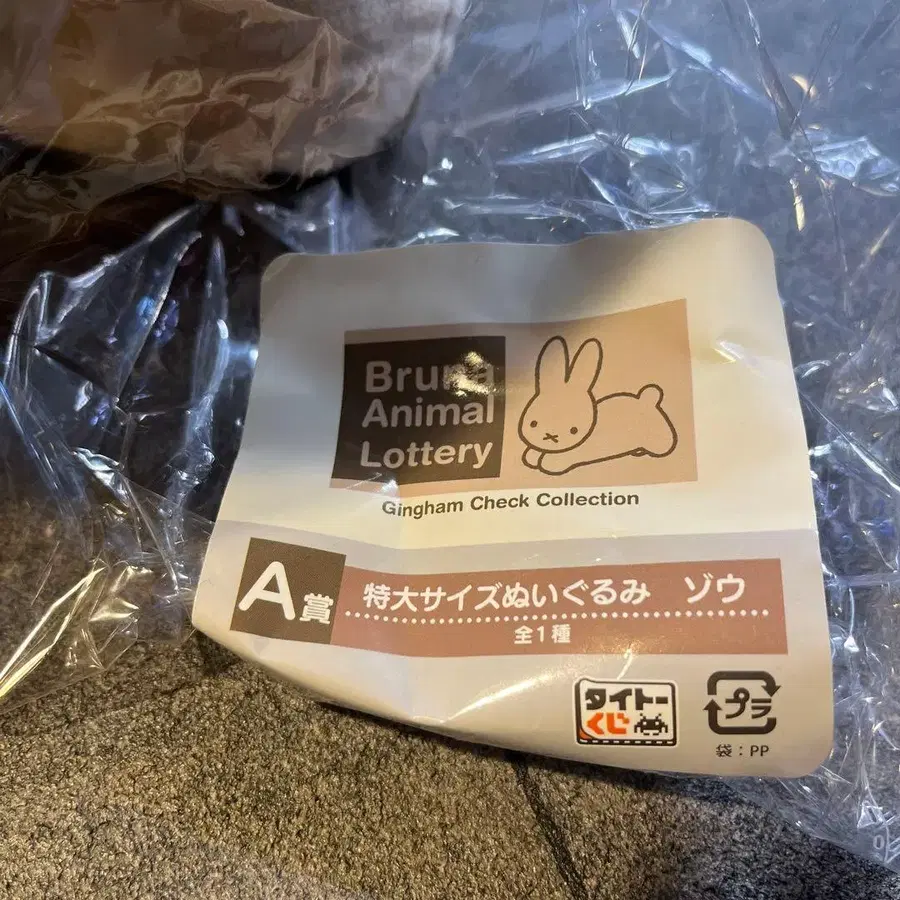 Bruna
Animal
Lottery
Gingham Check Collection
A賞 特大サイズぬいぐるみ ゾウ
全1種
タイトー
くじ
プラ
袋：PP